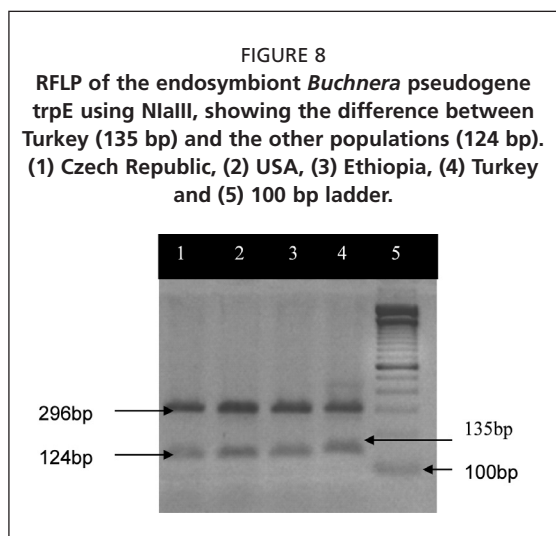 FIGURE 8
RFLP of the endosymbiont Buchnera pseudogene
trpE using NIaIII, showing the difference between
Turkey (135 bp) and the other populations (124 bp).
(1) Czech Republic, (2) USA, (3) Ethiopia, (4) Turkey
and (5) 100 bp ladder.
1 2 3 4 5
296bp
135bp
124bp
100bp